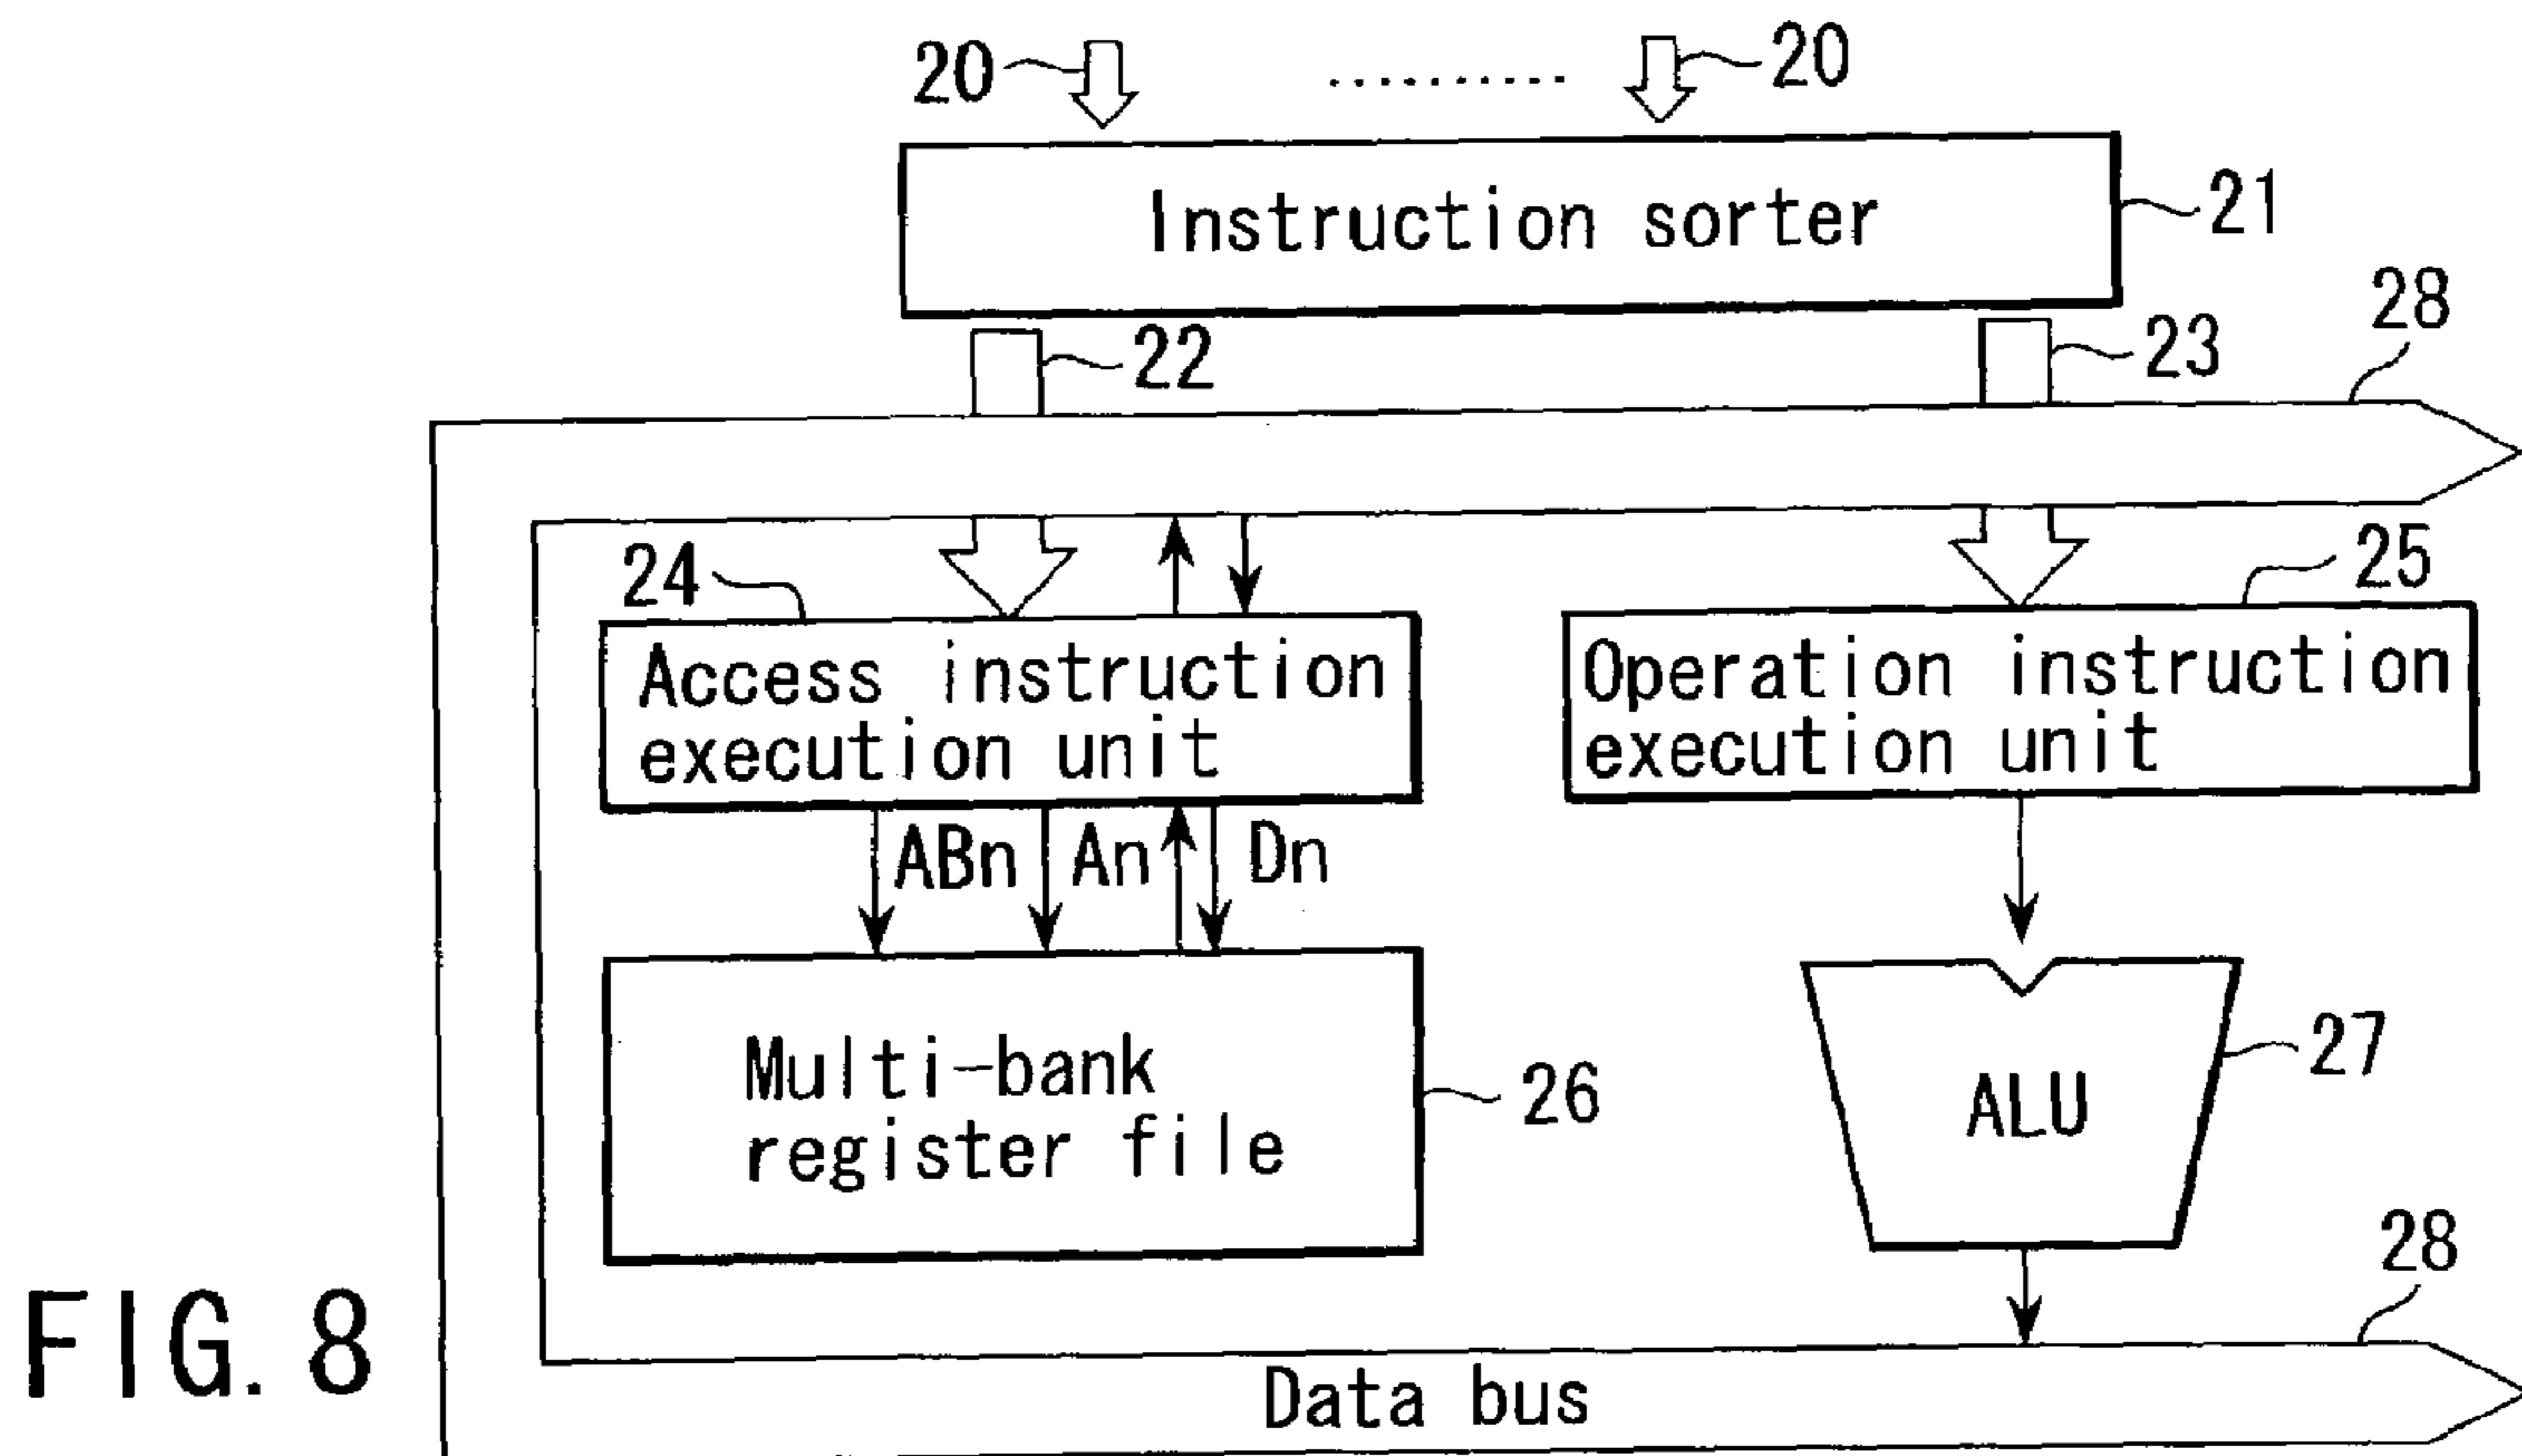 20 20
Instruction sorter
21
28
22
23
24
25
Access instruction
execution unit
Operation instruction
execution unit
ABn An Dn
Multi-bank
register file
26
ALU
27
28
Data bus
FIG. 8